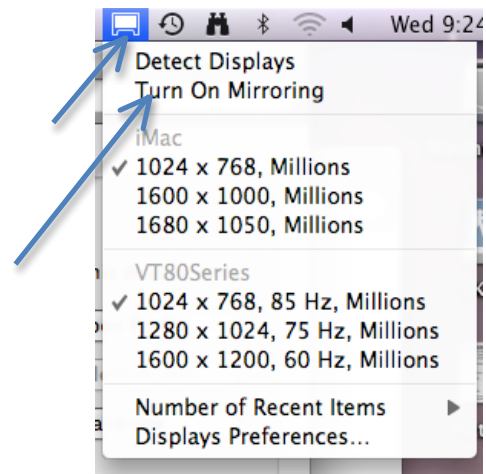 Wed 9:24
Detect Displays
Turn On Mirroring
iMac
✓ 1024 x 768, Millions
1600 x 1000, Millions
1680 x 1050, Millions
VT80Series
✓ 1024 x 768, 85 Hz, Millions
1280 x 1024, 75 Hz, Millions
1600 x 1200, 60 Hz, Millions
Number of Recent Items
Displays Preferences...